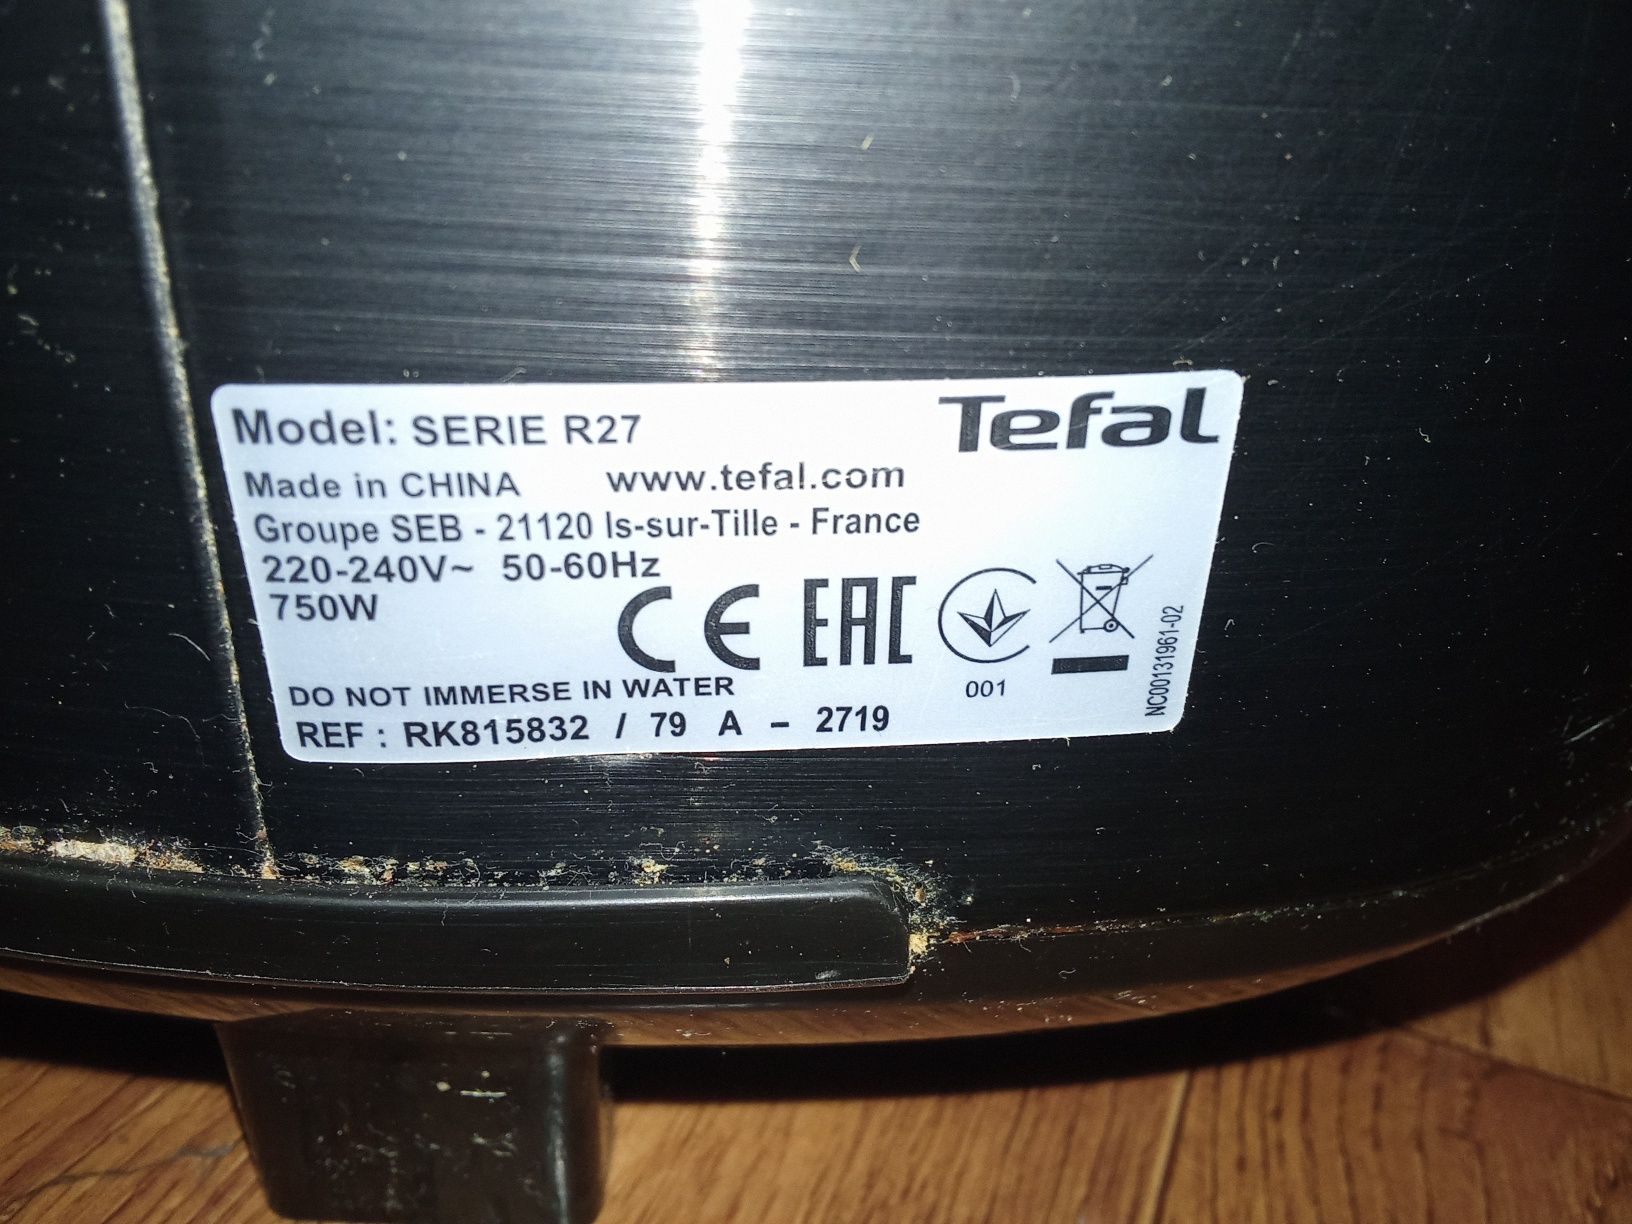 Model: SERIE R27
Tefal
Made in CHINA www.tefal.com
Groupe SEB - 21120 Is-sur-Tille - France
220-240V~ 50-60Hz
750W
CE EAC
001
DO NOT IMMERSE IN WATER
REF : RK815832 / 79 A - 2719
NC00131961-02